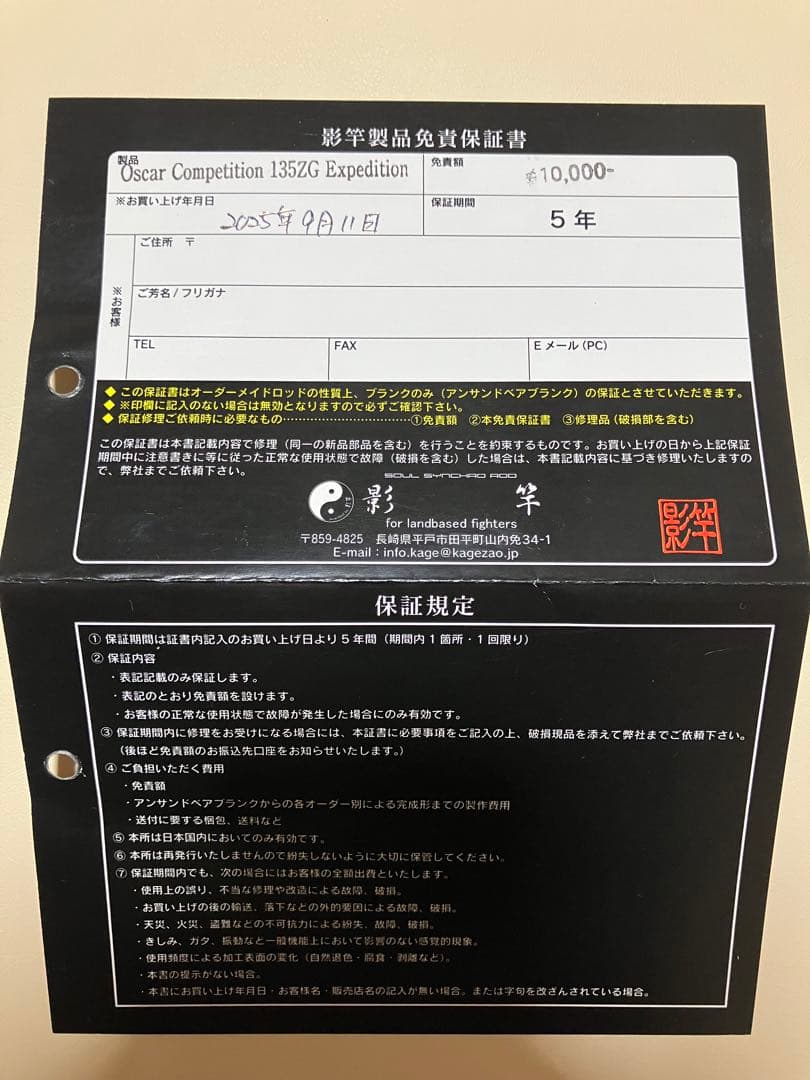 影竿製品免責保証書
製品
Oscar Competition 135ZG Expedition
免責額
¥10,000-
※お買い上げ年月日
2025年9月11日
保証期間
5年
※お客様
ご住所 〒
ご芳名/フリガナ
TEL
FAX
Eメール(PC)
◆ この保証書はオーダーメイドロッドの性質上、ブランクのみ(アンサンドベアブランク)の保証とさせていただきます。
◆ ※印欄に記入のない場合は無効となりますので必ずご確認下さい。
◆ 保証修理ご依頼時に必要なもの……………………………①免責額 ②本免責保証書 ③修理品(破損部を含む)
この保証書は本書記載内容で修理(同一の新品部品を含む)を行うことを約束するものです。お買い上げの日から上記保証
期間中に注意書きに等に従った正常な使用状態で故障(破損を含む)した場合は、本書記載内容に基づき修理いたしますの
で、弊社までご依頼下さい。
SOUL SYNCHRO ROD
影竿
for landbased fighters
〒859-4825 長崎県平戸市田平町山内免34-1
E-mail:info.kage@kagezao.jp
影竿
保証規定
① 保証期間は証書内記入のお買い上げ日より5年間(期間内1箇所・1回限り)
② 保証内容
・表記記載のみ保証します。
・表記のとおり免責額を設けます。
・お客様の正常な使用状態で故障が発生した場合にのみ有効です。
③ 保証期間内に修理をお受けになる場合には、本証書に必要事項をご記入の上、破損現品を添えて弊社までご依頼下さい。
(後ほど免責額のお振込先口座をお知らせいたします。)
④ ご負担いただく費用
・免責額
・アンサンドベアブランクからの各オーダー別による完成形までの製作費用
・送付に要する梱包、送料など
⑤ 本所は日本国内においてのみ有効です。
⑥ 本所は再発行いたしませんので紛失しないように大切に保管してください。
⑦ 保証期間内でも、次の場合にはお客様の全額出費といたします。
・使用上の誤り、不当な修理や改造による故障、破損。
・お買い上げの後の輸送、落下などの外的要因による故障、破損。
・天災、火災、盗難などの不可抗力による紛失、故障、破損。
・きしみ、ガタ、振動など一般機能上において影響のない感覚的現象。
・使用頻度による加工表面の変化(自然退色・腐食・剥離など)。
・本書の提示がない場合。
・本書にお買い上げ年月日・お客様名・販売店名の記入が無い場合。または字句を改ざんされている場合。